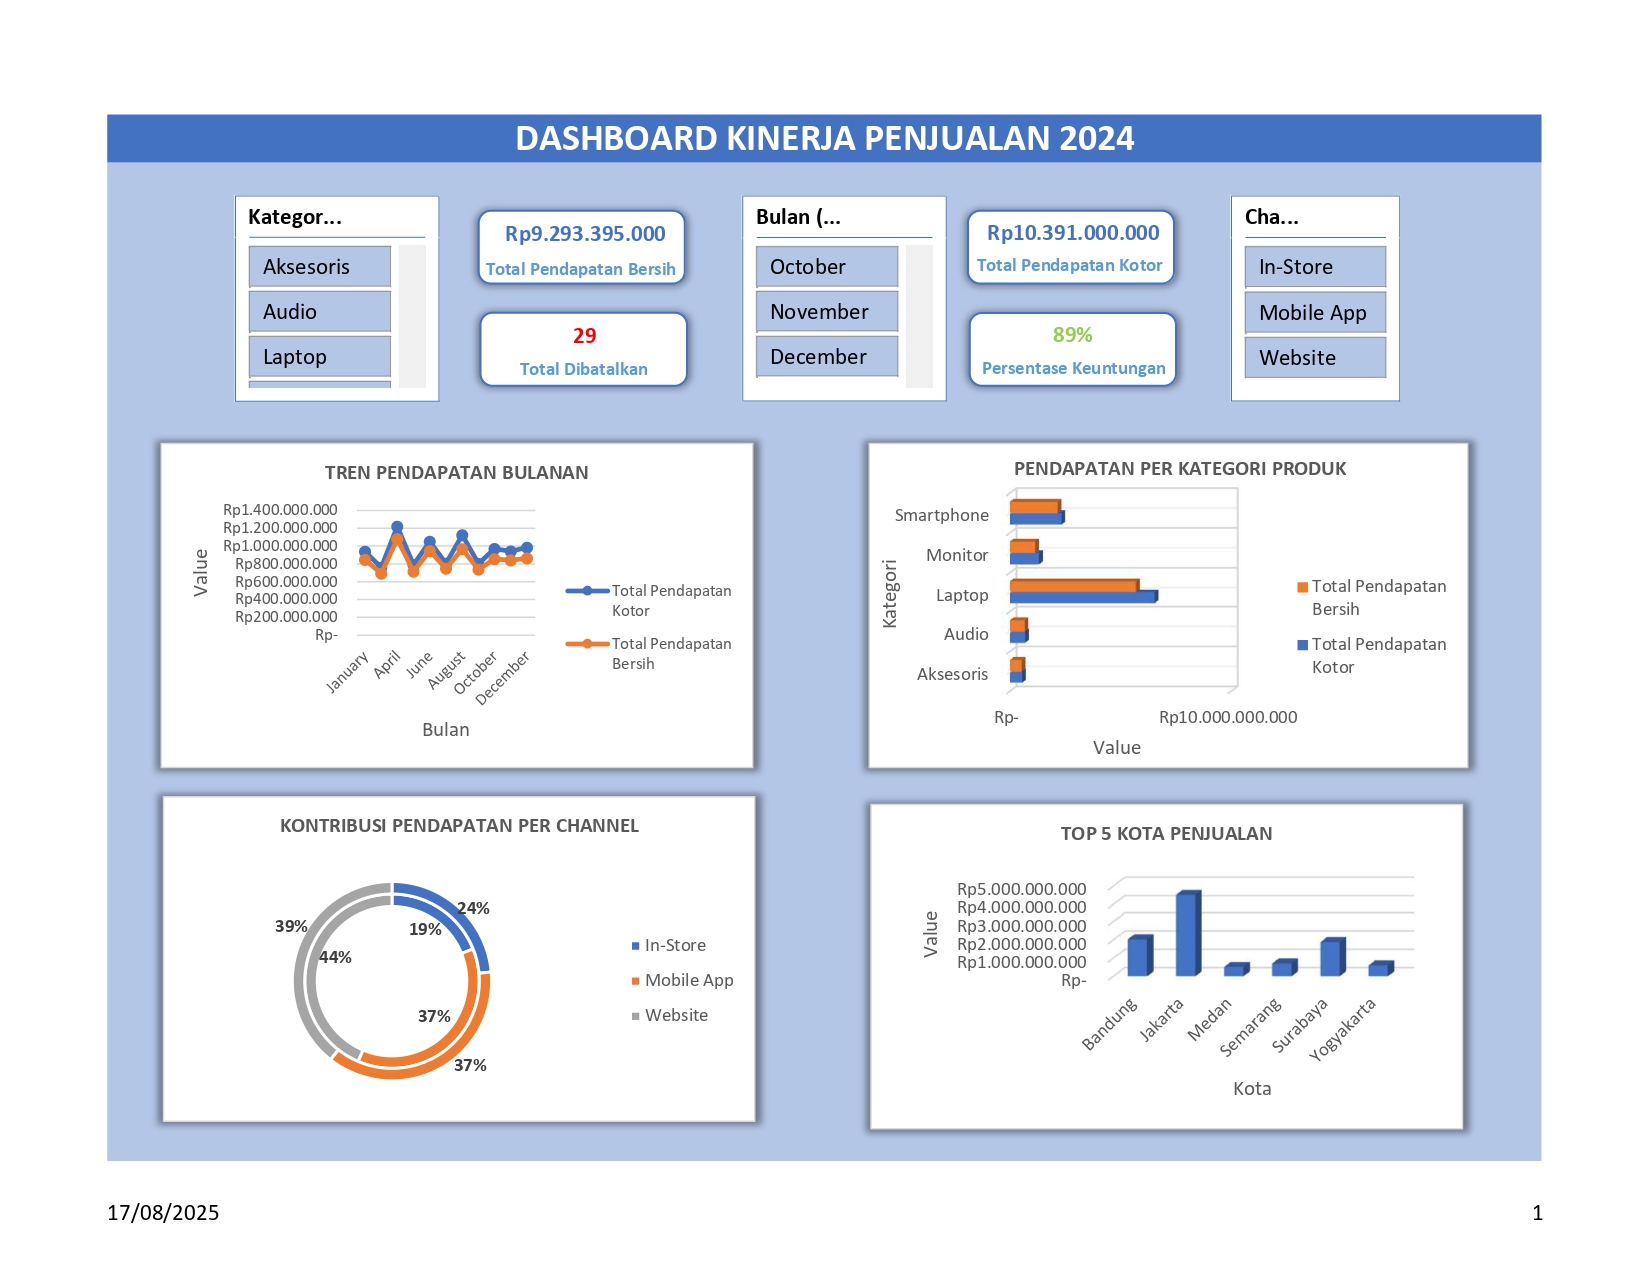 DASHBOARD KINERJA PENJUALAN 2024
Kategor...
Aksesoris
Audio
Laptop
Rp9.293.395.000
Total Pendapatan Bersih
29
Total Dibatalkan
Bulan (...
October
November
December
Rp10.391.000.000
Total Pendapatan Kotor
89%
Persentase Keuntungan
Cha...
In-Store
Mobile App
Website
TREN PENDAPATAN BULANAN
Value
Rp1.400.000.000
Rp1.200.000.000
Rp1.000.000.000
Rp800.000.000
Rp600.000.000
Rp400.000.000
Rp200.000.000
Rp-
January
April
June
August
October
December
Bulan
Total Pendapatan
Kotor
Total Pendapatan
Bersih
PENDAPATAN PER KATEGORI PRODUK
Kategori
Smartphone
Monitor
Laptop
Audio
Aksesoris
Rp-
Rp10.000.000.000
Value
Total Pendapatan
Bersih
Total Pendapatan
Kotor
KONTRIBUSI PENDAPATAN PER CHANNEL
24%
19%
39%
44%
37%
37%
In-Store
Mobile App
Website
TOP 5 KOTA PENJUALAN
Value
Rp5.000.000.000
Rp4.000.000.000
Rp3.000.000.000
Rp2.000.000.000
Rp1.000.000.000
Rp-
Bandung
Jakarta
Medan
Semarang
Surabaya
Yogyakarta
Kota
17/08/2025
1